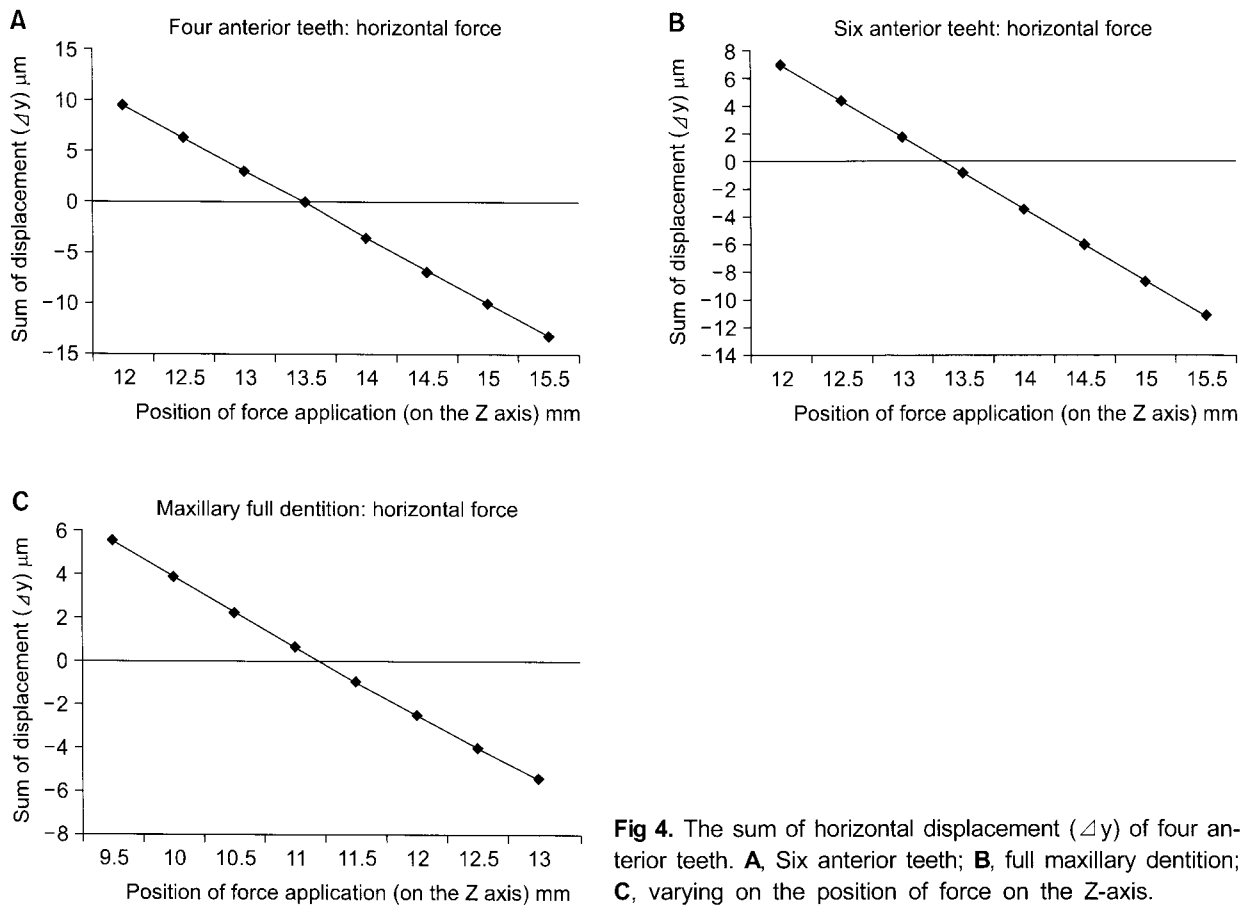 A
Four anterior teeth: horizontal force
Sum of displacement (⊿y) μm
15
10
5
0
−5
−10
−15
12 12.5 13 13.5 14 14.5 15 15.5
Position of force application (on the Z axis) mm
B
Six anterior teeht: horizontal force
Sum of displacement (⊿y) μm
8
6
4
2
0
−2
−4
−6
−8
−10
−12
−14
12 12.5 13 13.5 14 14.5 15 15.5
Position of force application (on the Z axis) mm
C
Maxillary full dentition: horizontal force
Sum of displacement (⊿y) μm
6
4
2
0
−2
−4
−6
−8
9.5 10 10.5 11 11.5 12 12.5 13
Position of force application (on the Z axis) mm
Fig 4. The sum of horizontal displacement (⊿y) of four an-
terior teeth. A, Six anterior teeth; B, full maxillary dentition;
C, varying on the position of force on the Z-axis.